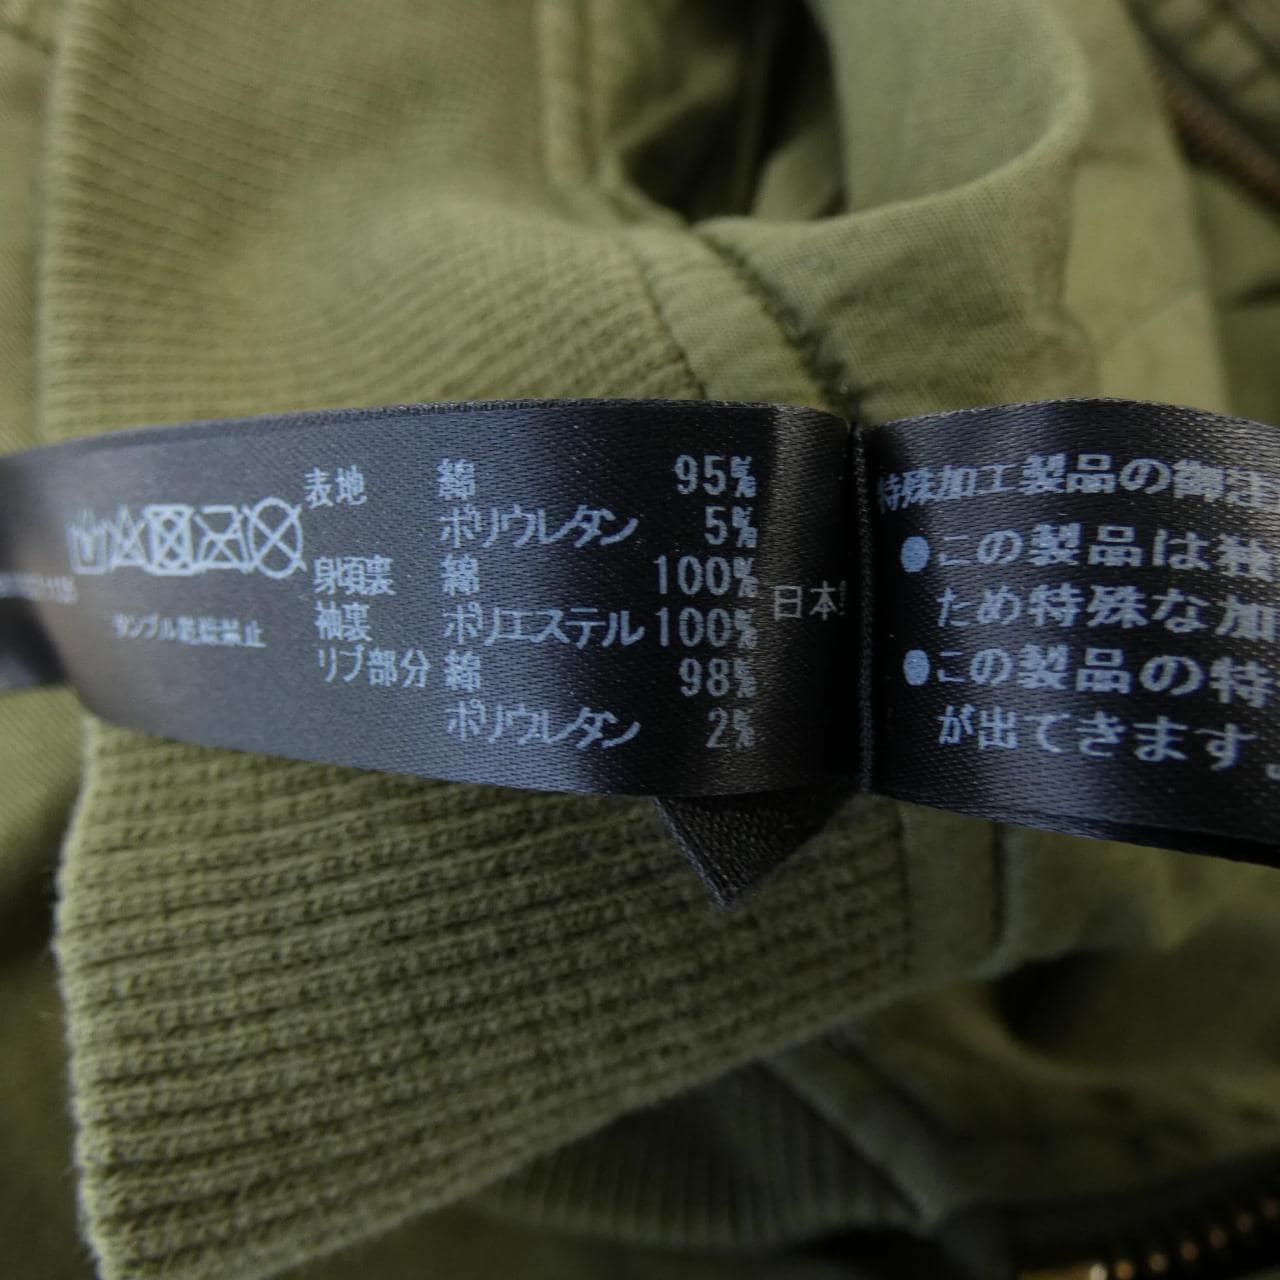 表地 綿 95%
ポリウレタン 5%
身頃裏 綿 100%
袖裏 ポリエステル 100%
リブ部分 綿 98%
ポリウレタン 2%
タンブル乾燥禁止
日本
特殊加工製品の御注
●この製品は独
ため特殊な加
●この製品の特
が出てきます。